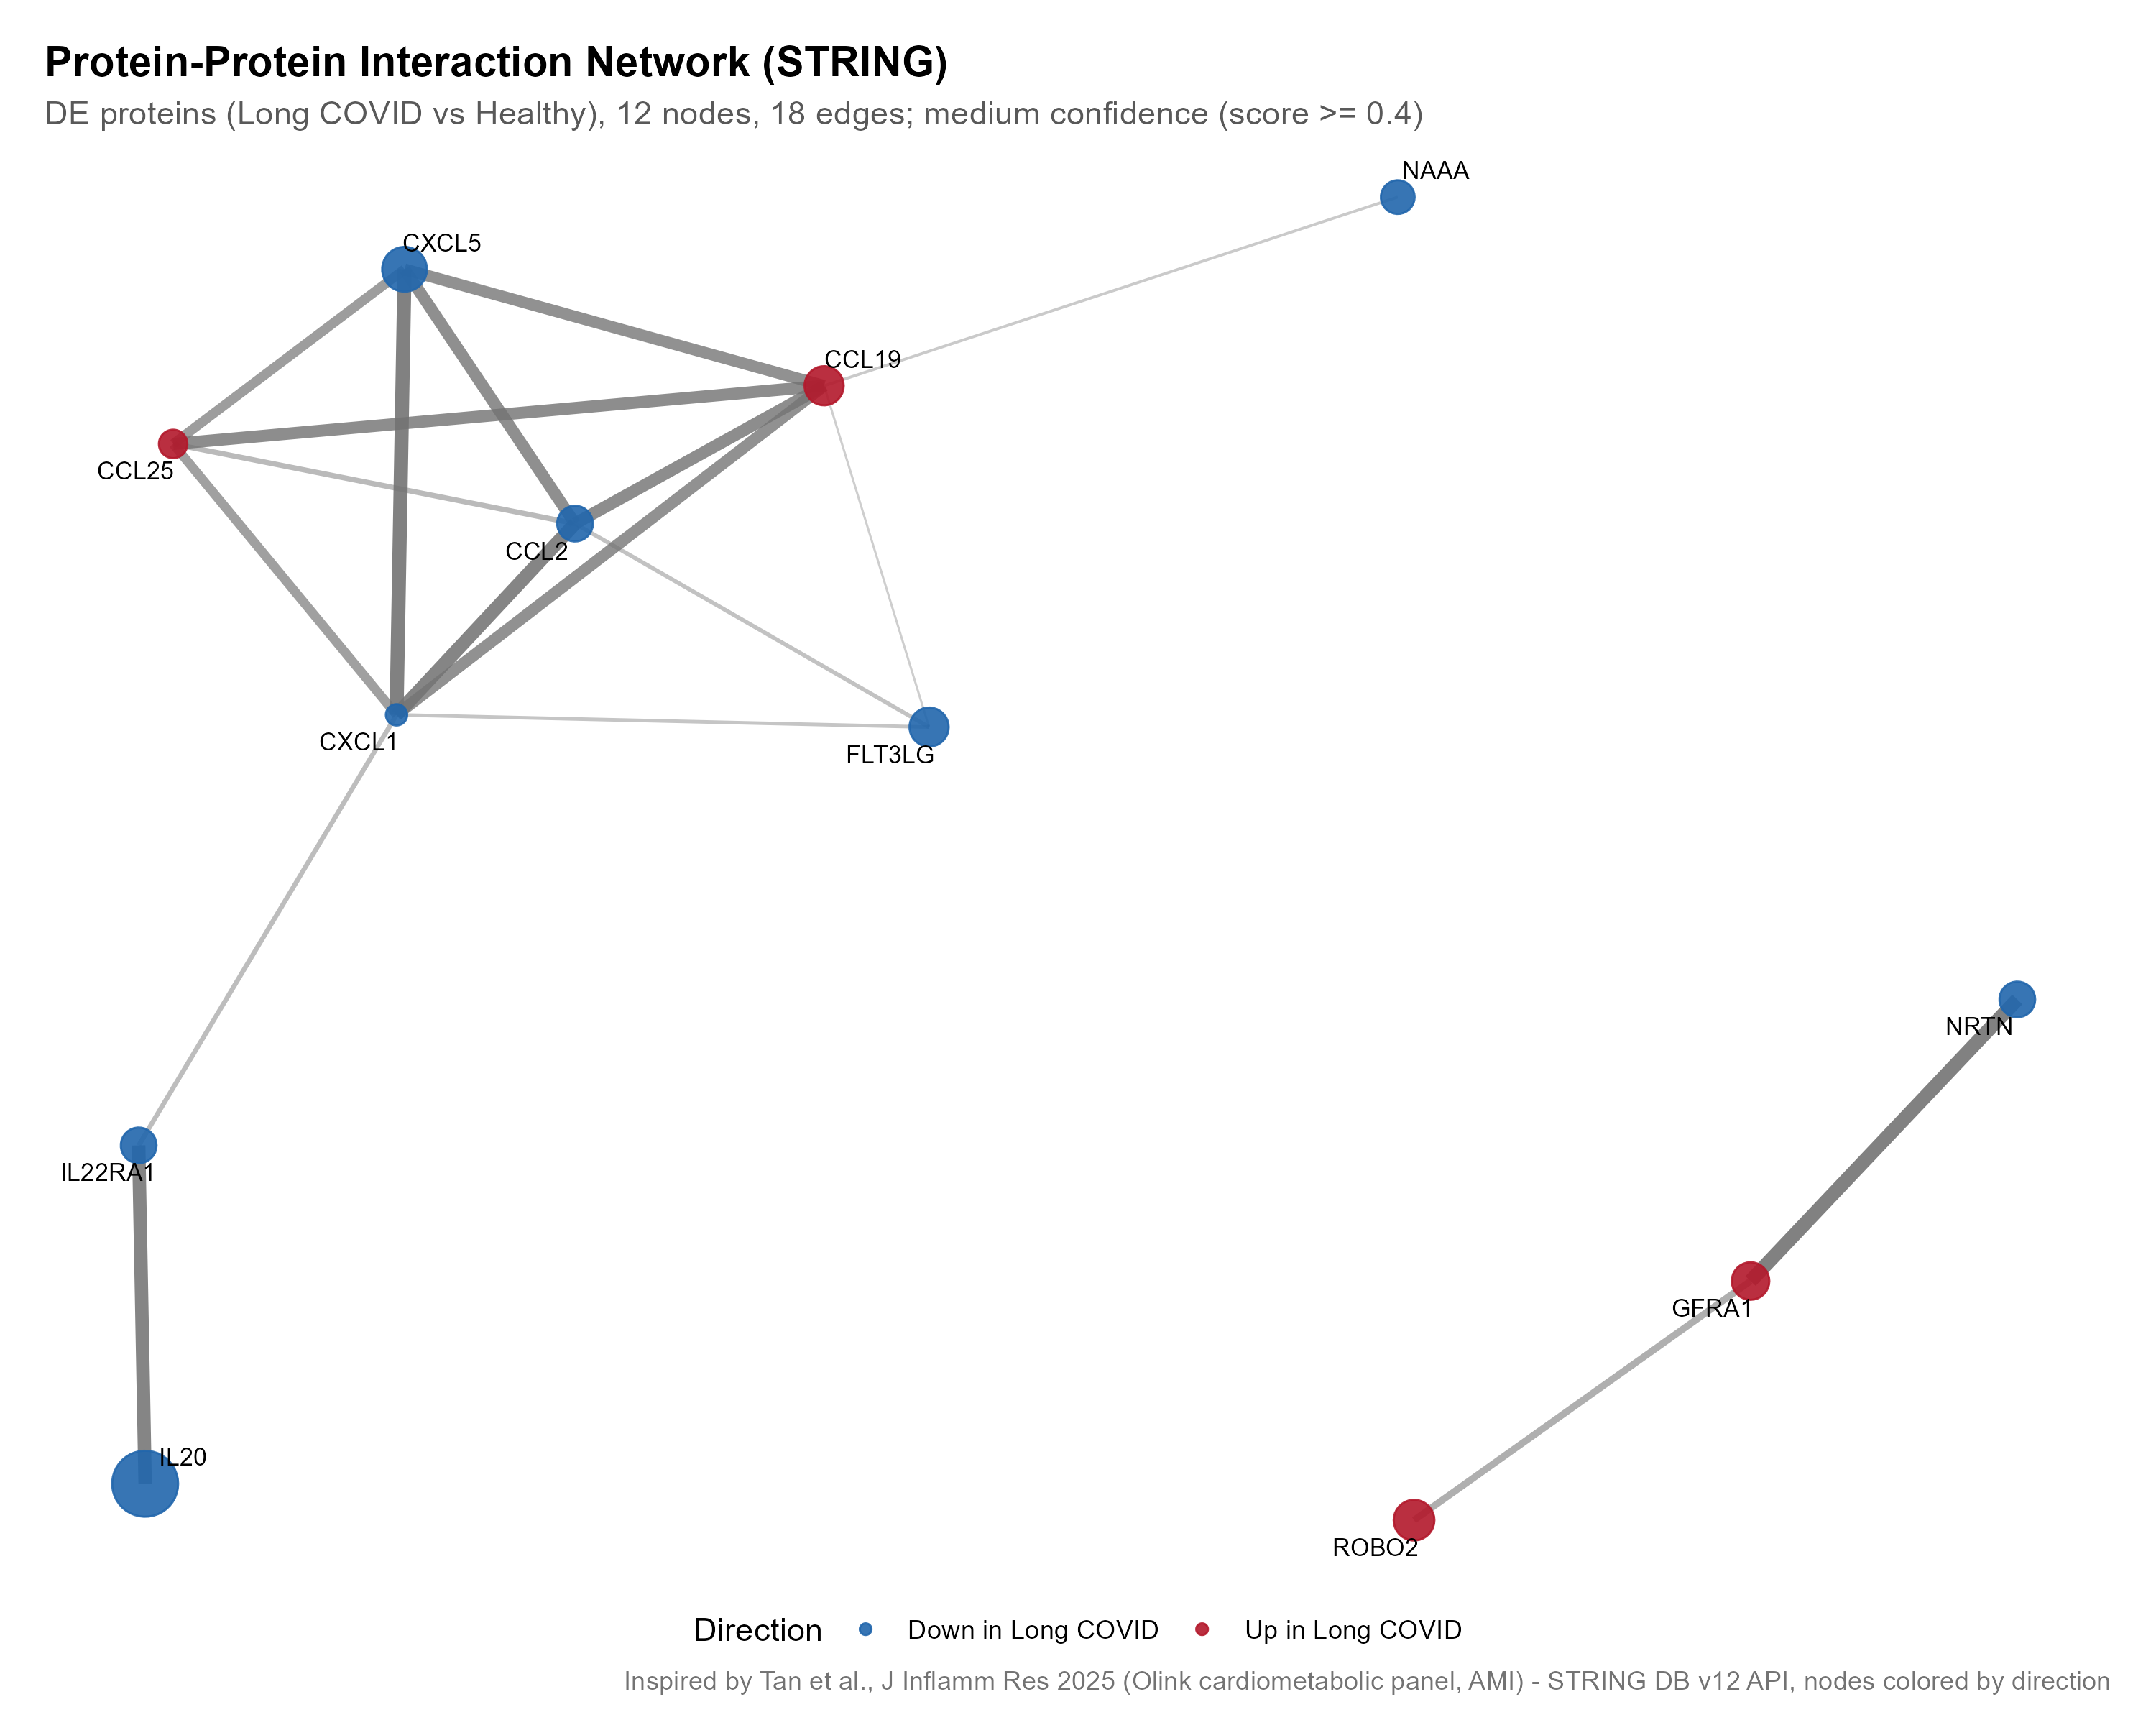 Protein-Protein Interaction Network (STRING)
DE proteins (Long COVID vs Healthy), 12 nodes, 18 edges; medium confidence (score >= 0.4)
NAAA
CXCL5
CCL19
CCL25
CCL2
CXCL1
FLT3LG
NRTN
IL22RA1
GFRA1
IL20
ROBO2
Direction
Down in Long COVID
Up in Long COVID
Inspired by Tan et al., J Inflamm Res 2025 (Olink cardiometabolic panel, AMI) - STRING DB v12 API, nodes colored by direction